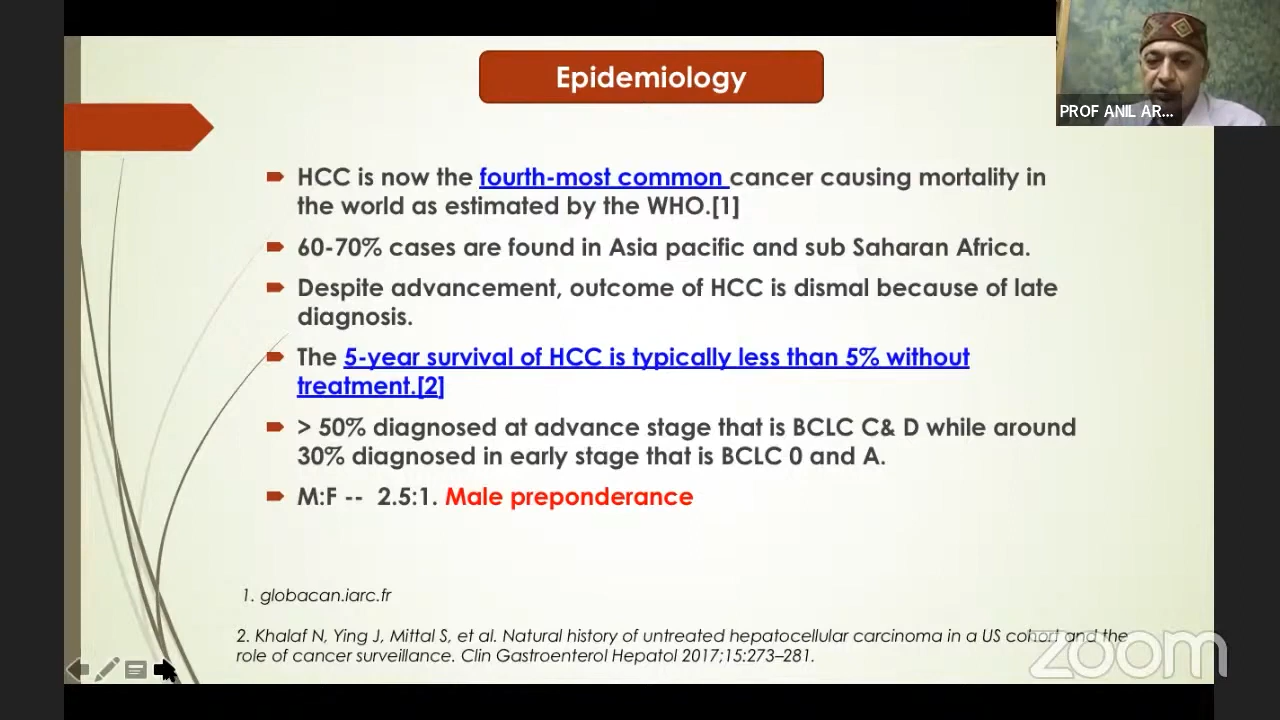 Epidemiology
PROF ANIL AR...
HCC is now the fourth-most common cancer causing mortality in
the world as estimated by the WHO.[1]
60-70% cases are found in Asia pacific and sub Saharan Africa.
Despite advancement, outcome of HCC is dismal because of late
diagnosis.
The 5-year survival of HCC is typically less than 5% without
treatment.[2]
> 50% diagnosed at advance stage that is BCLC C& D while around
30% diagnosed in early stage that is BCLC 0 and A.
M:F -- 2.5:1. Male preponderance
1. globacan.iarc.fr
2. Khalaf N, Ying J, Mittal S, et al. Natural history of untreated hepatocellular carcinoma in a US cohort and the
role of cancer surveillance. Clin Gastroenterol Hepatol 2017;15:273–281.
zoom